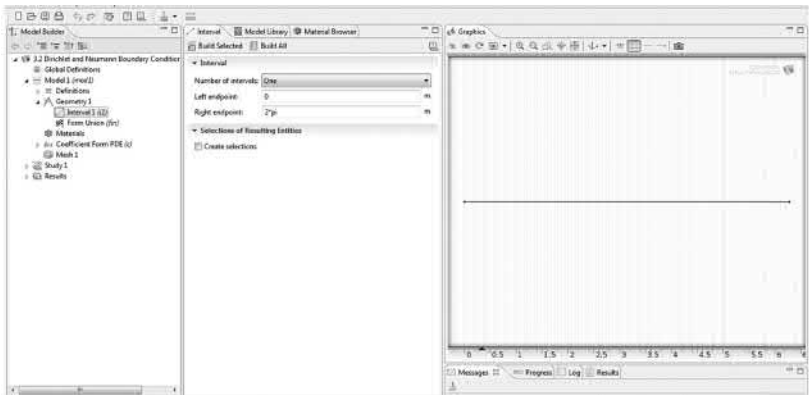 Model Builder
3.2 Dirichlet and Neumann Boundary Condition
Global Definitions
Model 1 (mod1)
Definitions
Geometry 1
Interval 1 (i1)
Form Union (fin)
Materials
Coefficient Form PDE (c)
Mesh 1
Study 1
Results
Interval
Model Library
Material Browser
Build Selected
Build All
Interval
Number of intervals: One
Left endpoint: 0 m
Right endpoint: 2*pi m
Selections of Resulting Entities
Create selections
Graphics
0 0.5 1 1.5 2 2.5 3 3.5 4 4.5 5 5.5 6
Messages
Progress
Log
Results